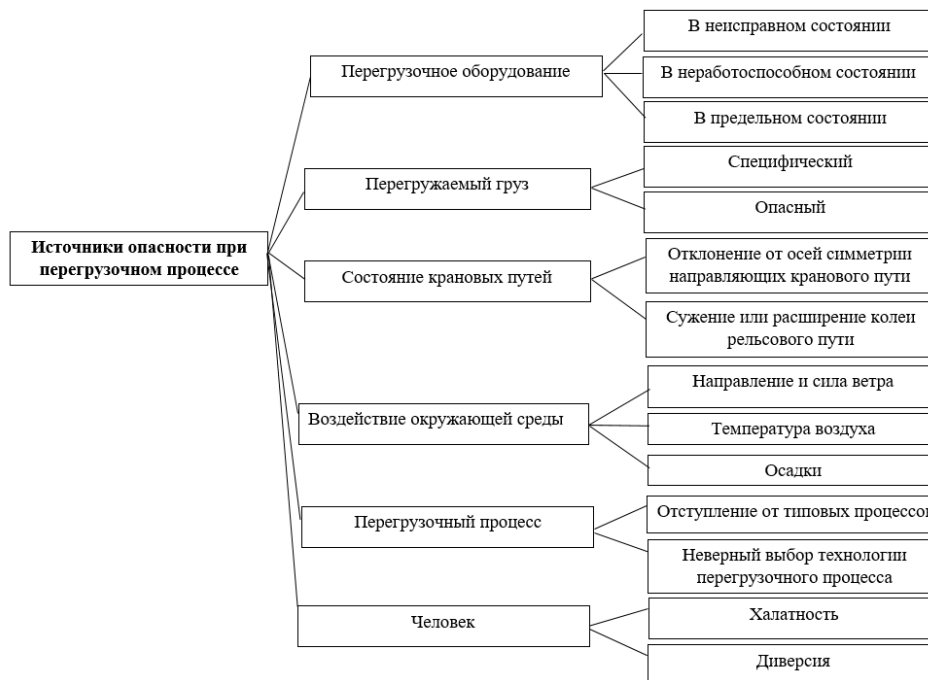 Источники опасности при
перегрузочном процессе
Перегрузочное оборудование
В неисправном состоянии
В неработоспособном состоянии
В предельном состоянии
Перегружаемый груз
Специфический
Опасный
Состояние крановых путей
Отклонение от осей симметрии
направляющих кранового пути
Сужение или расширение колеи
рельсового пути
Воздействие окружающей среды
Направление и сила ветра
Температура воздуха
Осадки
Перегрузочный процесс
Отступление от типовых процессов
Неверный выбор технологии
перегрузочного процесса
Человек
Халатность
Диверсия